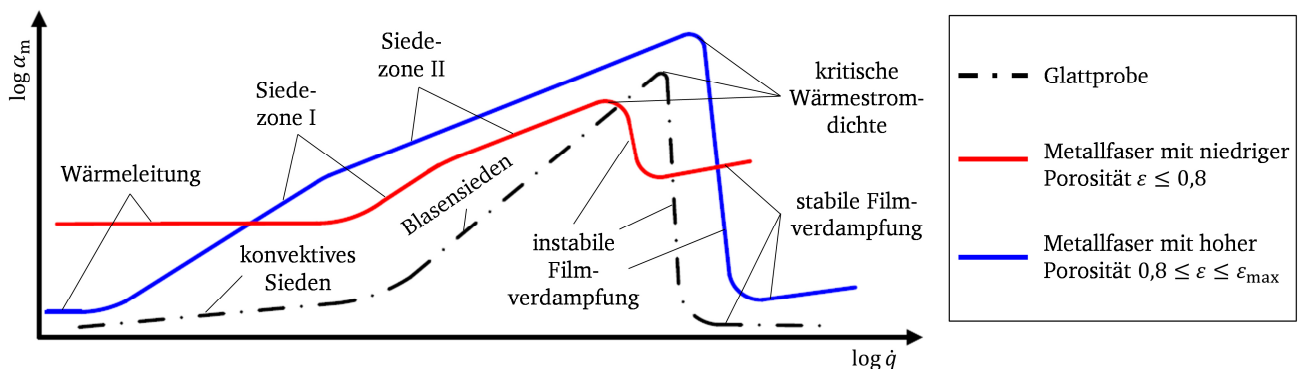 log α_m
Wärmeleitung
Siede-
zone I
Siede-
zone II
konvektives
Sieden
Blasensieden
instabile
Film-
verdampfung
kritische
Wärmestrom-
dichte
stabile Film-
verdampfung
log q̇
Glattprobe
Metallfaser mit niedriger
Porosität ε ≤ 0,8
Metallfaser mit hoher
Porosität 0,8 ≤ ε ≤ ε_max